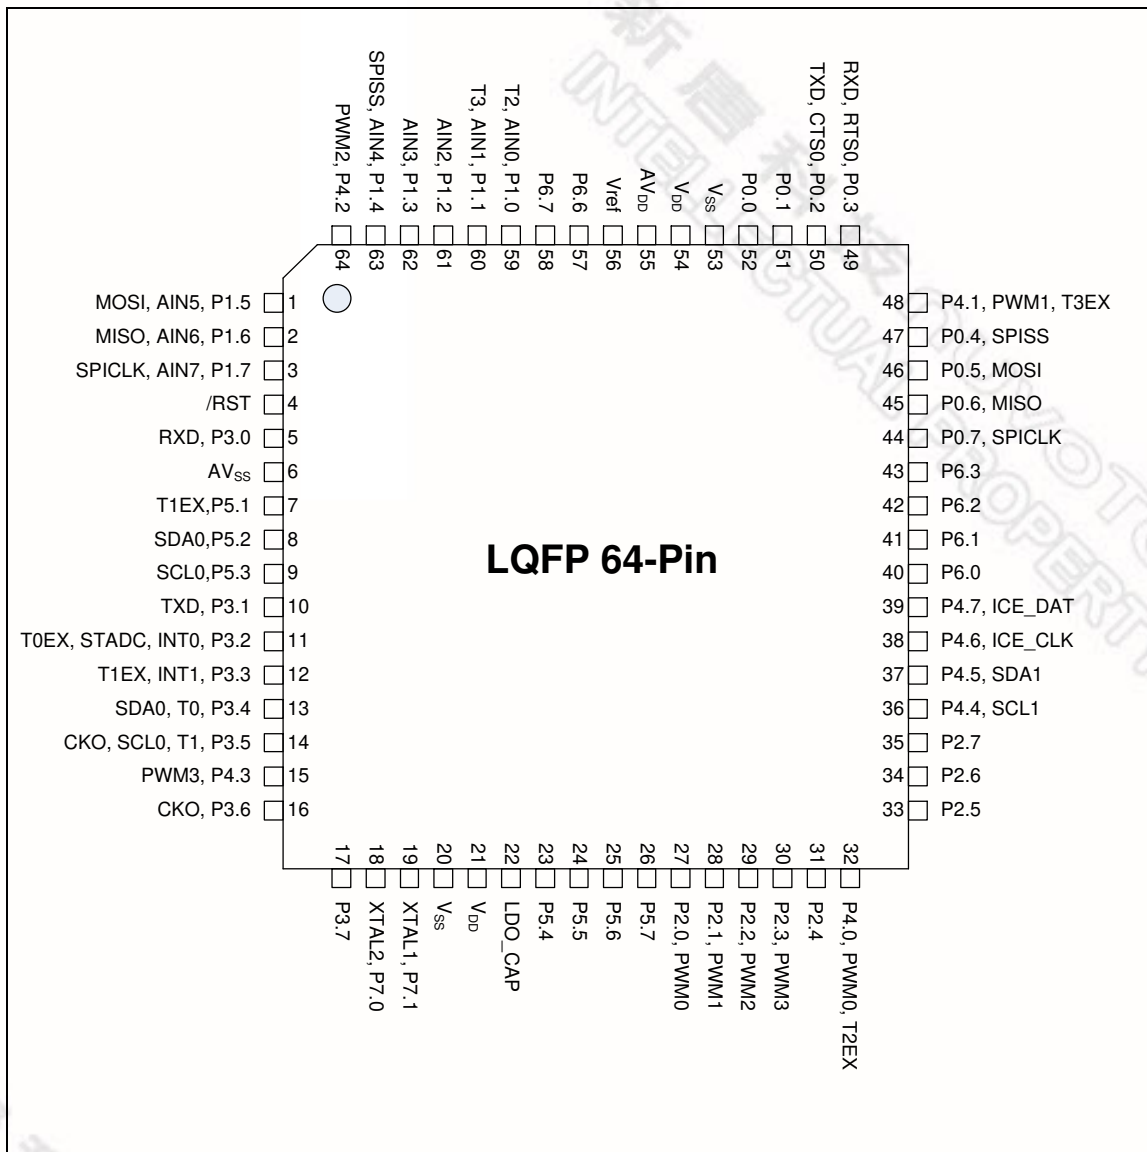 PWM2, P4.2
SPISS, AIN4, P1.4
AIN3, P1.3
AIN2, P1.2
T3, AIN1, P1.1
T2, AIN0, P1.0
P6.7
P6.6
Vref
AVDD
VDD
VSS
P0.0
P0.1
TXD, CTS0, P0.2
RXD, RTS0, P0.3
64 63 62 61 60 59 58 57 56 55 54 53 52 51 50 49
MOSI, AIN5, P1.5 1
MISO, AIN6, P1.6 2
SPICLK, AIN7, P1.7 3
/RST 4
RXD, P3.0 5
AVSS 6
T1EX,P5.1 7
SDA0,P5.2 8
SCL0,P5.3 9
TXD, P3.1 10
T0EX, STADC, INT0, P3.2 11
T1EX, INT1, P3.3 12
SDA0, T0, P3.4 13
CKO, SCL0, T1, P3.5 14
PWM3, P4.3 15
CKO, P3.6 16
LQFP 64-Pin
48 P4.1, PWM1, T3EX
47 P0.4, SPISS
46 P0.5, MOSI
45 P0.6, MISO
44 P0.7, SPICLK
43 P6.3
42 P6.2
41 P6.1
40 P6.0
39 P4.7, ICE_DAT
38 P4.6, ICE_CLK
37 P4.5, SDA1
36 P4.4, SCL1
35 P2.7
34 P2.6
33 P2.5
17 18 19 20 21 22 23 24 25 26 27 28 29 30 31 32
P3.7
XTAL2, P7.0
XTAL1, P7.1
VSS
VDD
LDO_CAP
P5.4
P5.5
P5.6
P5.7
P2.0, PWM0
P2.1, PWM1
P2.2, PWM2
P2.3, PWM3
P2.4
P4.0, PWM0, T2EX
新唐科技 nuvoTo
INTELLECTUAL PROPERTY